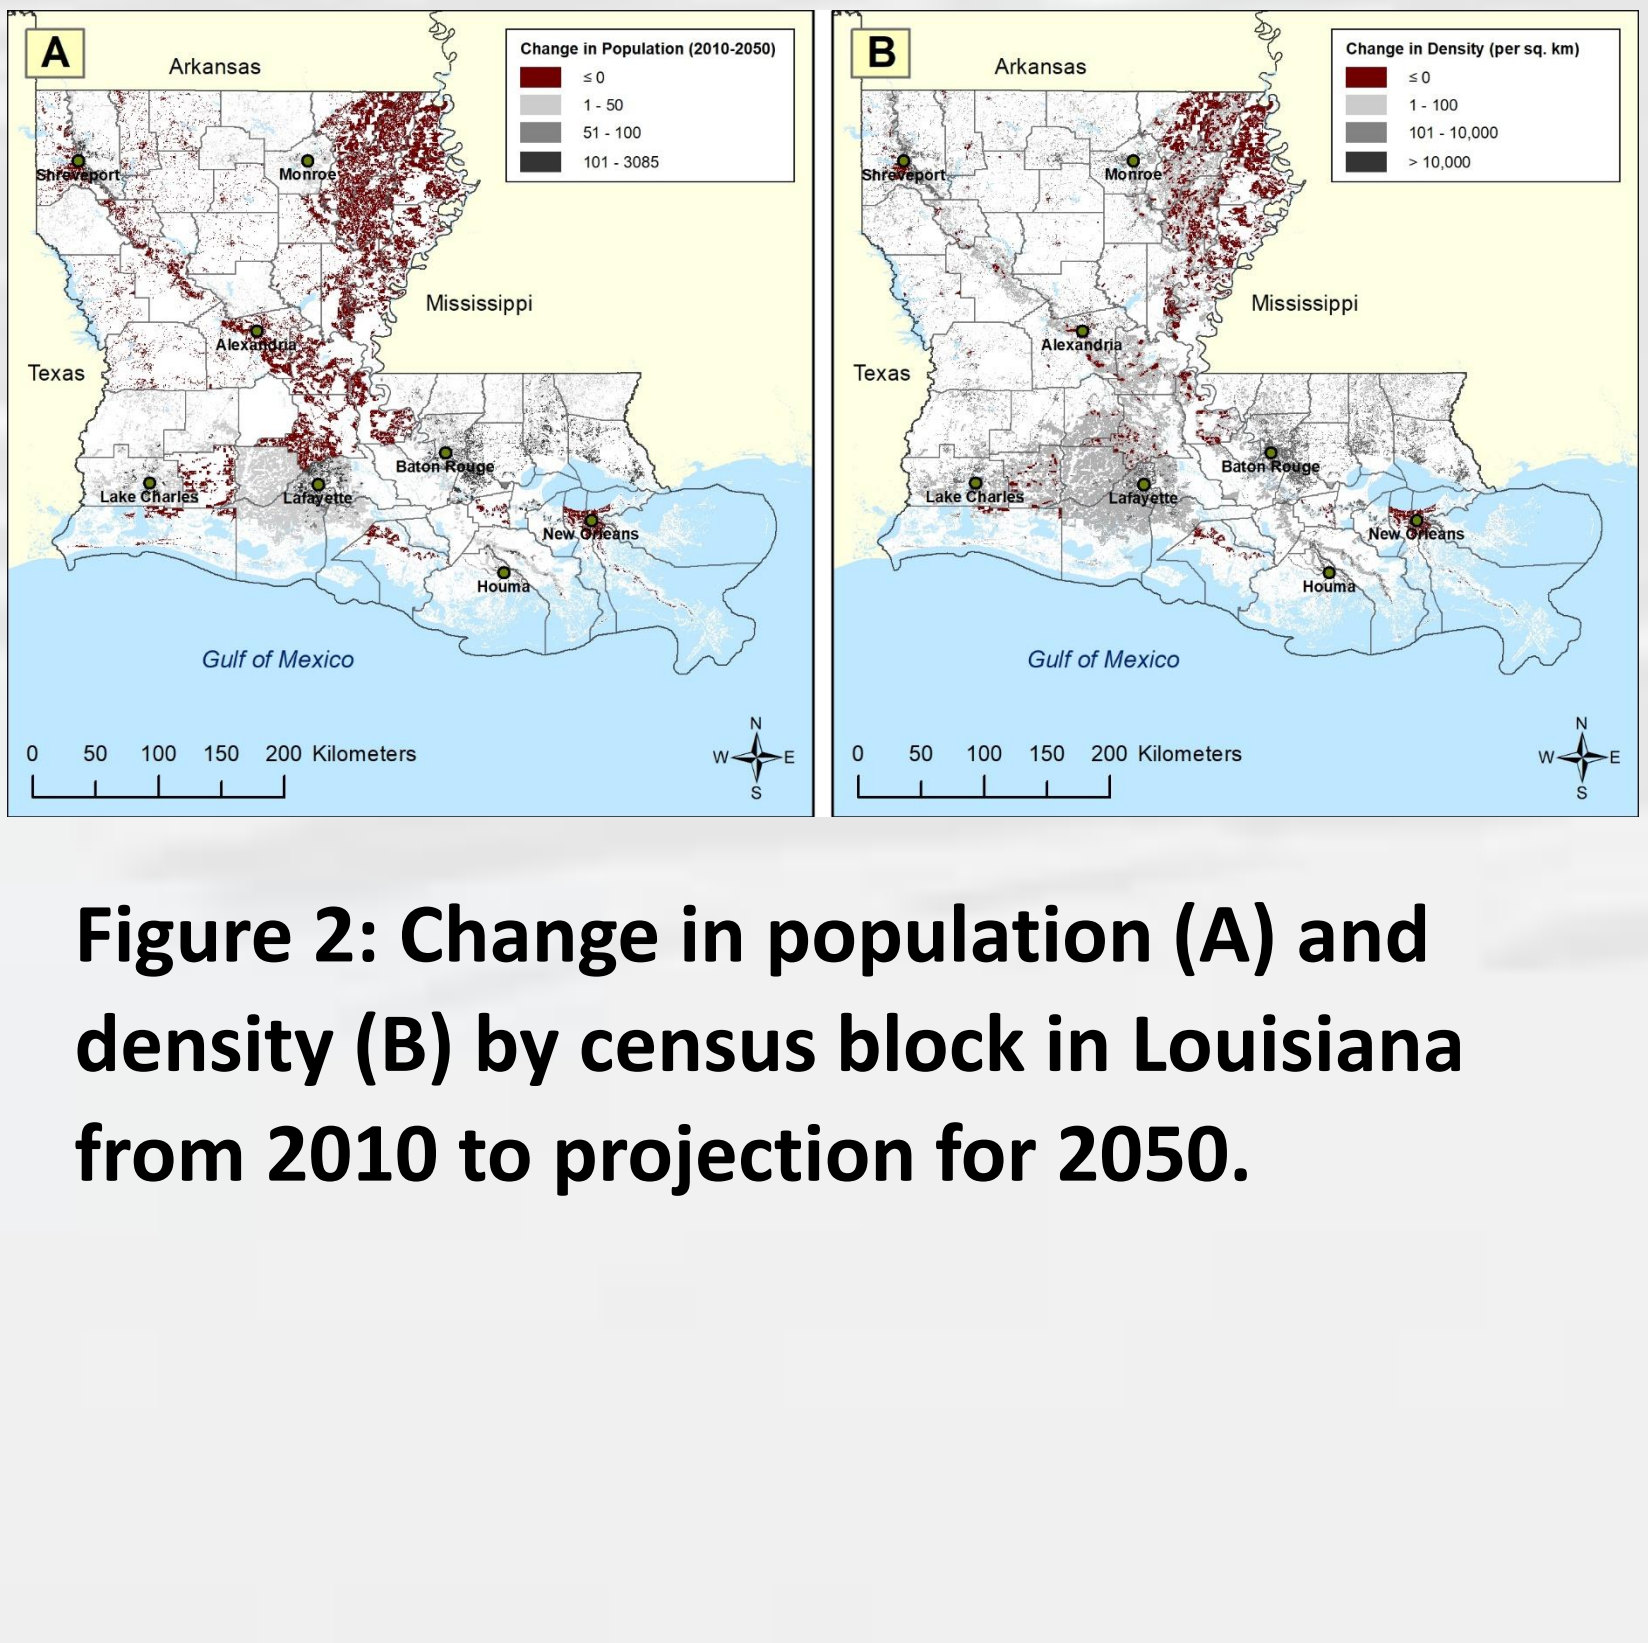 A
Arkansas
Change in Population (2010-2050)
≤ 0
1 - 50
51 - 100
101 - 3085
Shreveport
Monroe
Mississippi
Alexandria
Texas
Baton Rouge
Lake Charles
Lafayette
New Orleans
Houma
Gulf of Mexico
N
W E
S
0 50 100 150 200 Kilometers
B
Arkansas
Change in Density (per sq. km)
≤ 0
1 - 100
101 - 10,000
> 10,000
Shreveport
Monroe
Mississippi
Alexandria
Texas
Baton Rouge
Lake Charles
Lafayette
New Orleans
Houma
Gulf of Mexico
N
W E
S
0 50 100 150 200 Kilometers
Figure 2: Change in population (A) and
density (B) by census block in Louisiana
from 2010 to projection for 2050.